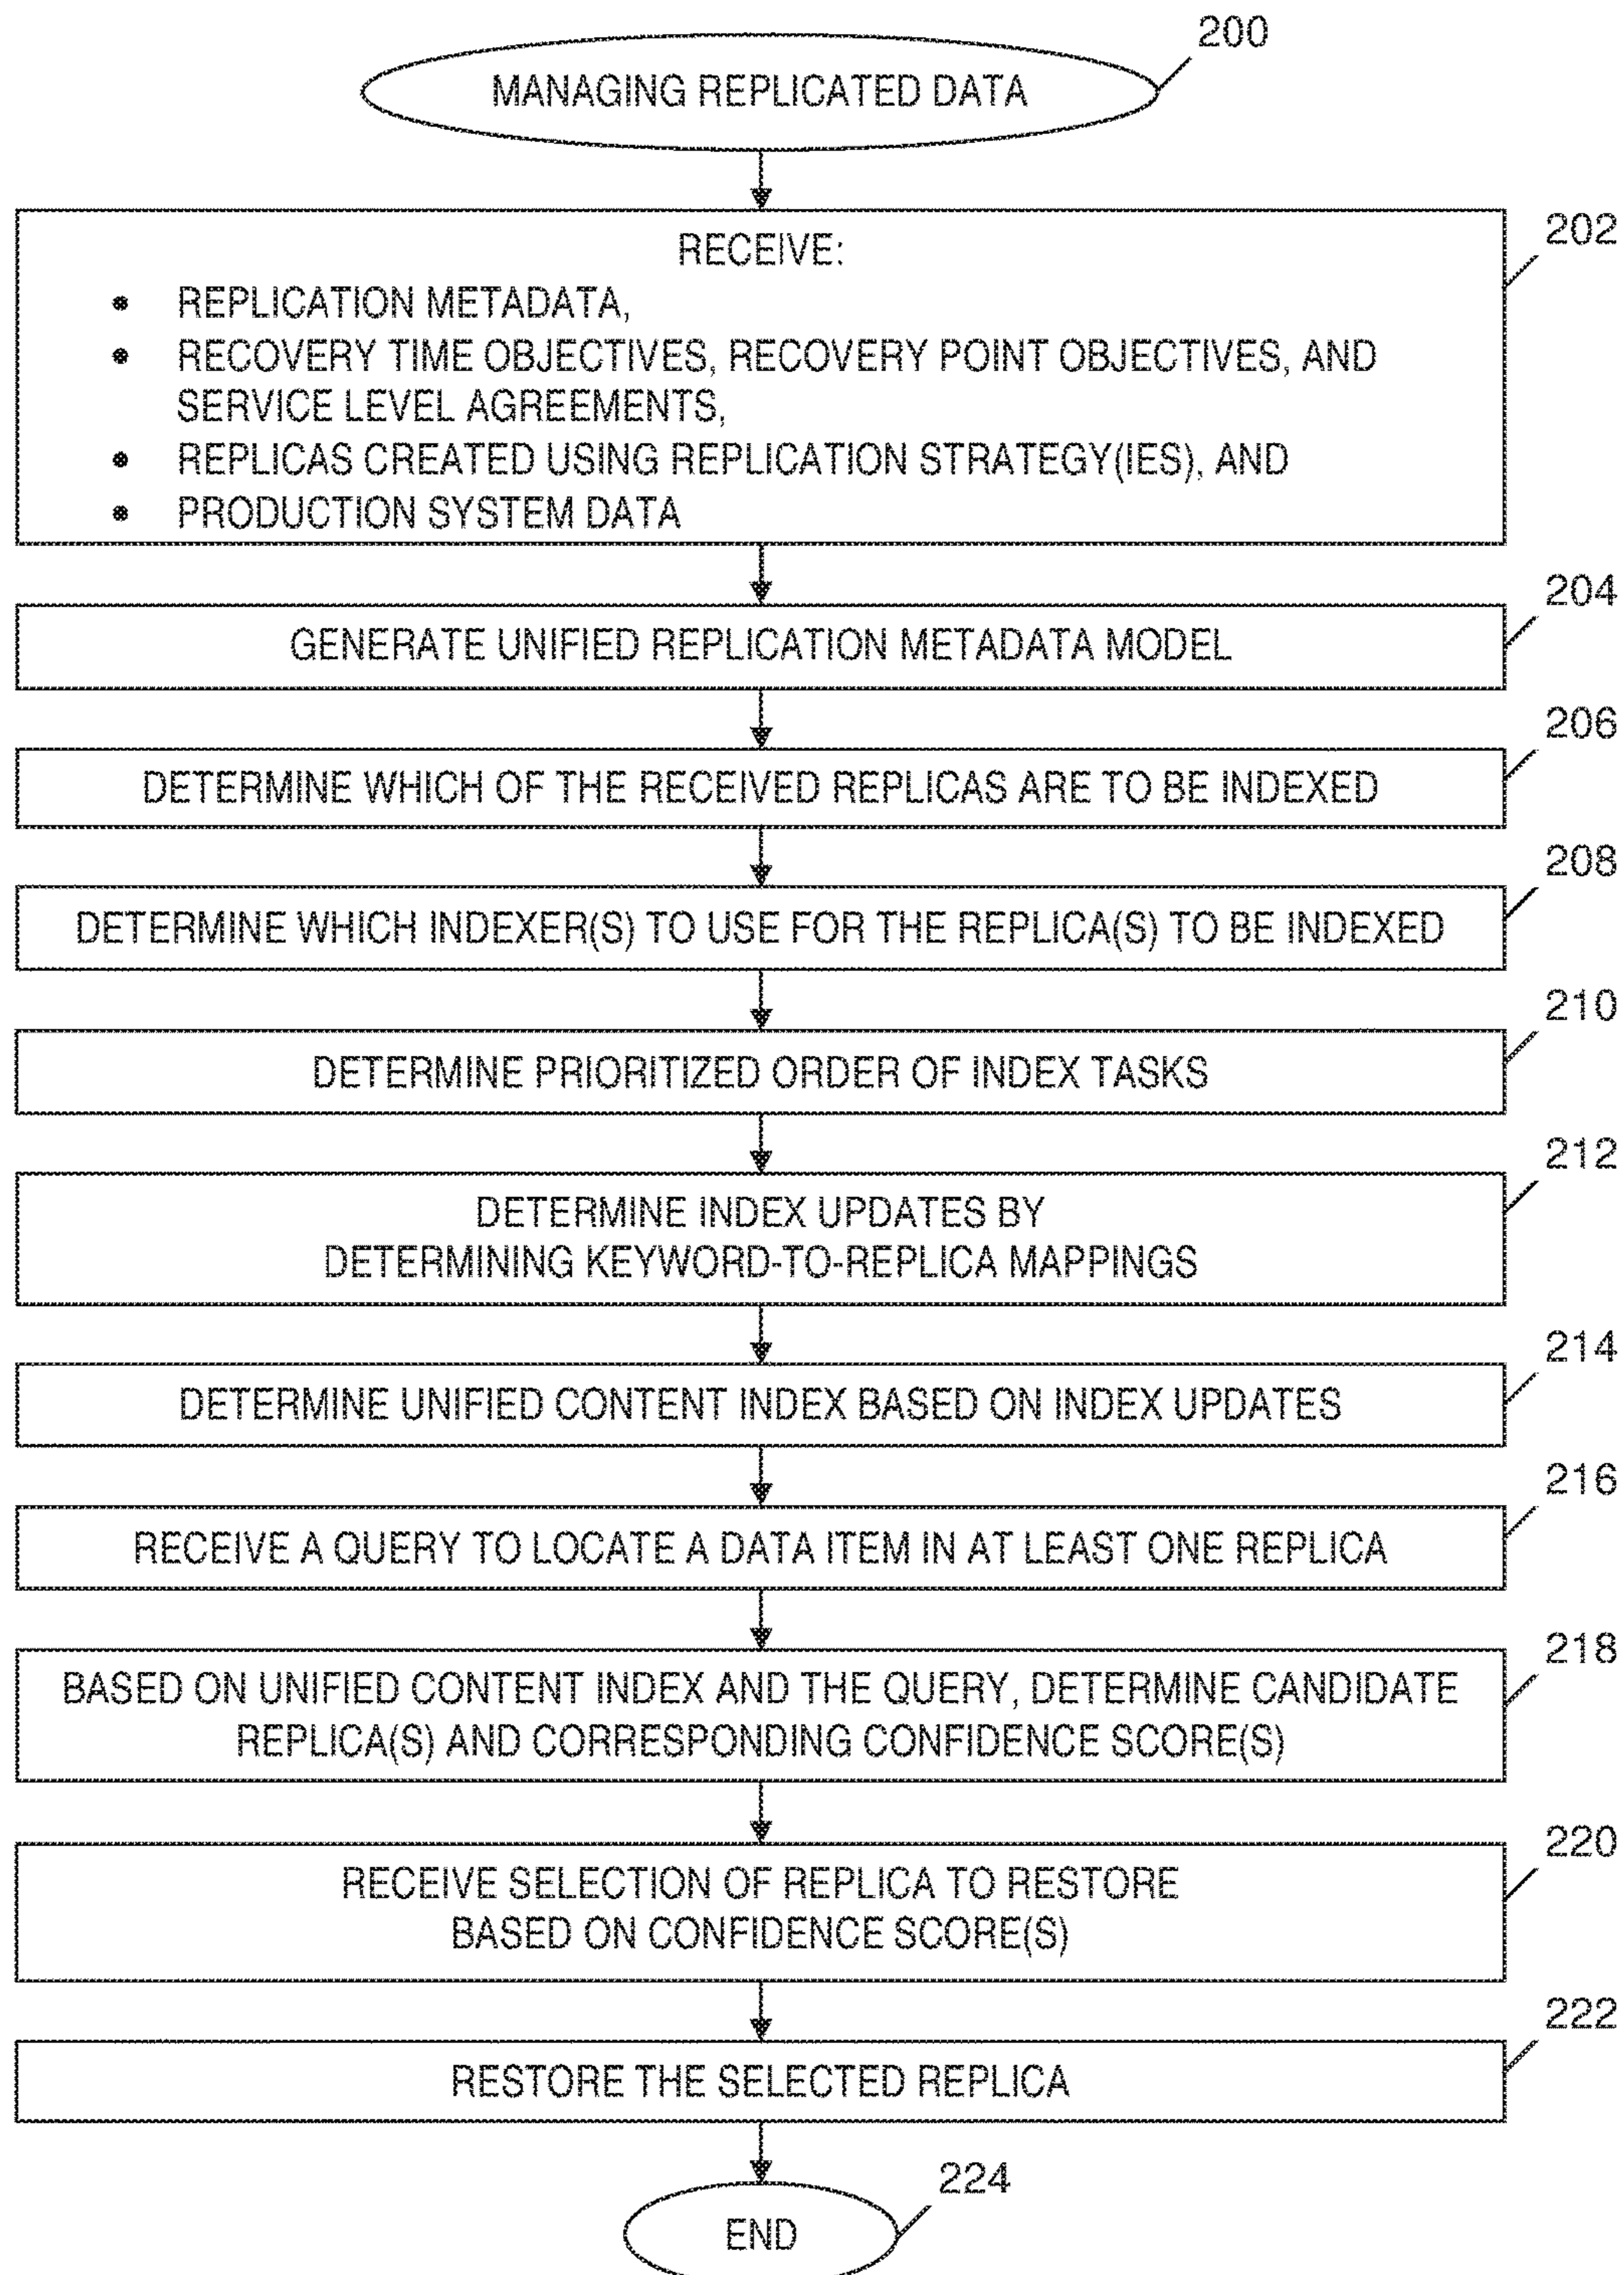 200
MANAGING REPLICATED DATA
202
RECEIVE:
• REPLICATION METADATA,
• RECOVERY TIME OBJECTIVES, RECOVERY POINT OBJECTIVES, AND
SERVICE LEVEL AGREEMENTS,
• REPLICAS CREATED USING REPLICATION STRATEGY(IES), AND
• PRODUCTION SYSTEM DATA
204
GENERATE UNIFIED REPLICATION METADATA MODEL
206
DETERMINE WHICH OF THE RECEIVED REPLICAS ARE TO BE INDEXED
208
DETERMINE WHICH INDEXER(S) TO USE FOR THE REPLICA(S) TO BE INDEXED
210
DETERMINE PRIORITIZED ORDER OF INDEX TASKS
212
DETERMINE INDEX UPDATES BY
DETERMINING KEYWORD-TO-REPLICA MAPPINGS
214
DETERMINE UNIFIED CONTENT INDEX BASED ON INDEX UPDATES
216
RECEIVE A QUERY TO LOCATE A DATA ITEM IN AT LEAST ONE REPLICA
218
BASED ON UNIFIED CONTENT INDEX AND THE QUERY, DETERMINE CANDIDATE
REPLICA(S) AND CORRESPONDING CONFIDENCE SCORE(S)
220
RECEIVE SELECTION OF REPLICA TO RESTORE
BASED ON CONFIDENCE SCORE(S)
222
RESTORE THE SELECTED REPLICA
224
END